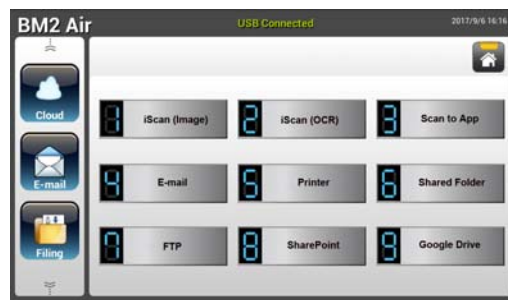 BM2 Air USB Connected 2017/9/6 16:16
Cloud
E-mail
Filing
1 iScan (Image) 2 iScan (OCR) 3 Scan to App
4 E-mail 5 Printer 6 Shared Folder
7 FTP 8 SharePoint 9 Google Drive